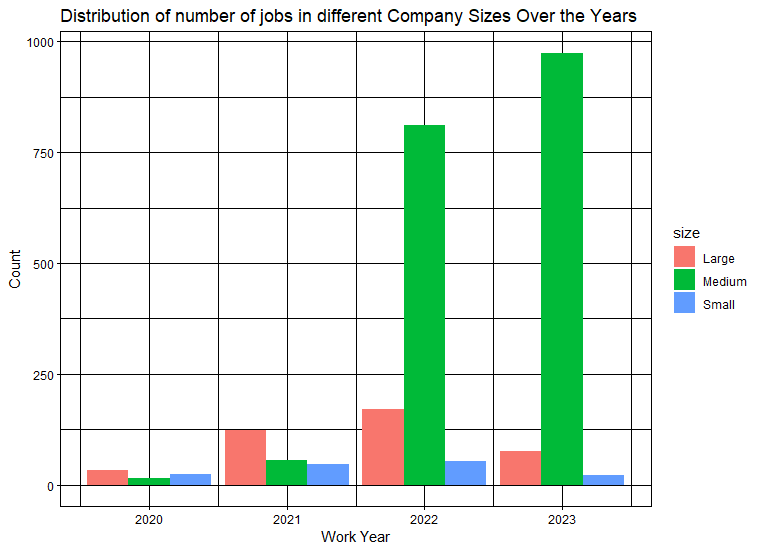 Distribution of number of jobs in different Company Sizes Over the Years
1000
750
500
250
0
Count
2020 2021 2022 2023
Work Year
size
Large
Medium
Small